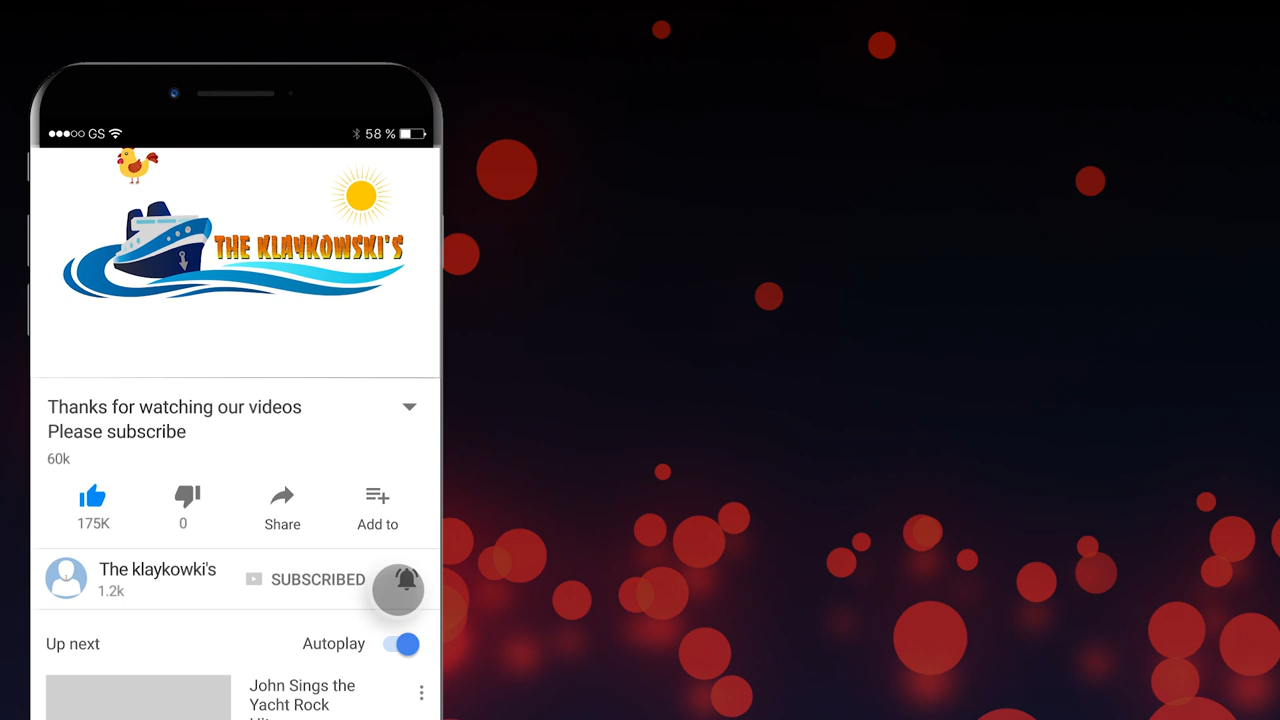 GS
58 %
THE KLAYKOWSKI'S
Thanks for watching our videos
Please subscribe
60k
175K
0
Share
Add to
The klaykowki's
SUBSCRIBED
1.2k
Up next
Autoplay
John Sings the
Yacht Rock